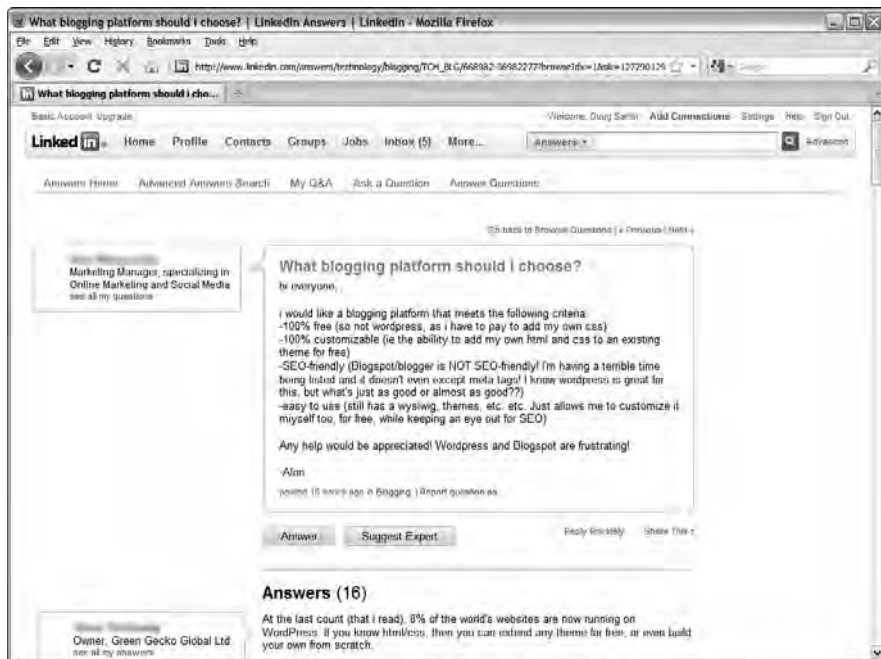 What blogging platform should i choose? | LinkedIn Answers | LinkedIn - Mozilla Firefox
File Edit View History Bookmarks Tools Help
What blogging platform should i cho...
Basic Account Upgrade Welcome, Doug Add Connections Settings Help Sign Out
Linked in Home Profile Contacts Groups Jobs Inbox (5) More... Answers Advanced
Answers Home Advanced Answers Search My Q&A Ask a Question Answer Questions
Go back to Browse Questions | « Previous | Next »
Marketing Manager, specializing in
Online Marketing and Social Media
see all my questions
What blogging platform should i choose?
hi everyone,
i would like a blogging platform that meets the following criteria:
-100% free (so not wordpress, as i have to pay to add my own css)
-100% customizable (ie the ability to add my own html and css to an existing
theme for free)
-SEO-friendly (Blogspot/blogger is NOT SEO-friendly! I'm having a terrible time
being listed and it doesn't even except meta tags! I know wordpress is great for
this, but what's just as good or almost as good??)
-easy to use (still has a wysiwig, themes, etc. etc. Just allows me to customize it
miyself too, for free, while keeping an eye out for SEO)
Any help would be appreciated! Wordpress and Blogspot are frustrating!
-Alan
posted 16 hours ago in Blogging | Report question as...
Answer Suggest Expert Reply Privately Share This
Answers (16)
At the last count (that i read), 8% of the world's websites are now running on
WordPress. If you know html/css, then you can extend any theme for free, or even build
your own from scratch.
Owner, Green Gecko Global Ltd
see all my answers